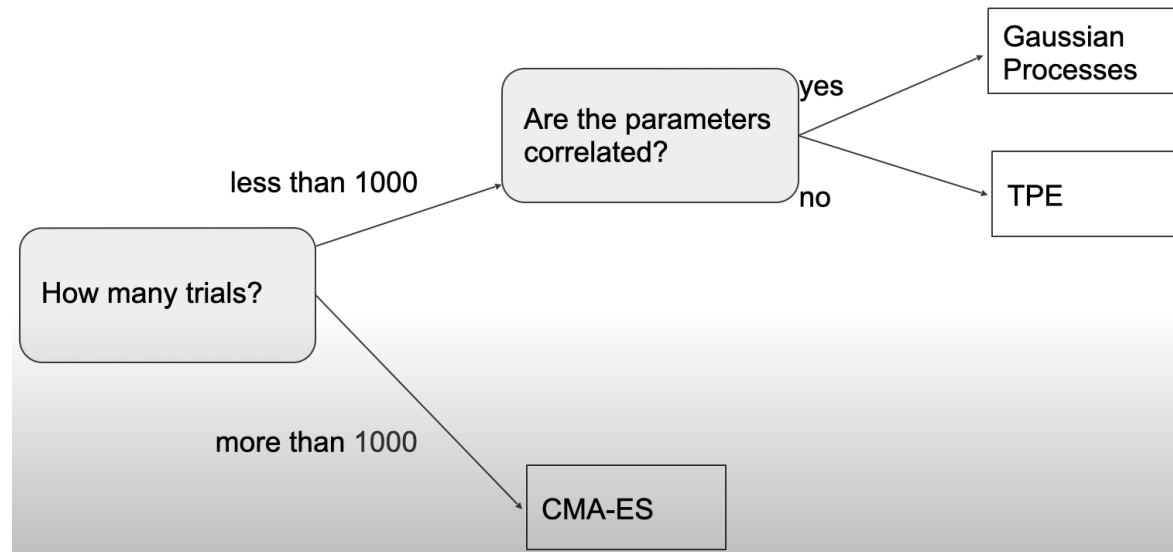 Gaussian
Processes
yes
Are the parameters
correlated?
less than 1000
no
TPE
How many trials?
more than 1000
CMA-ES